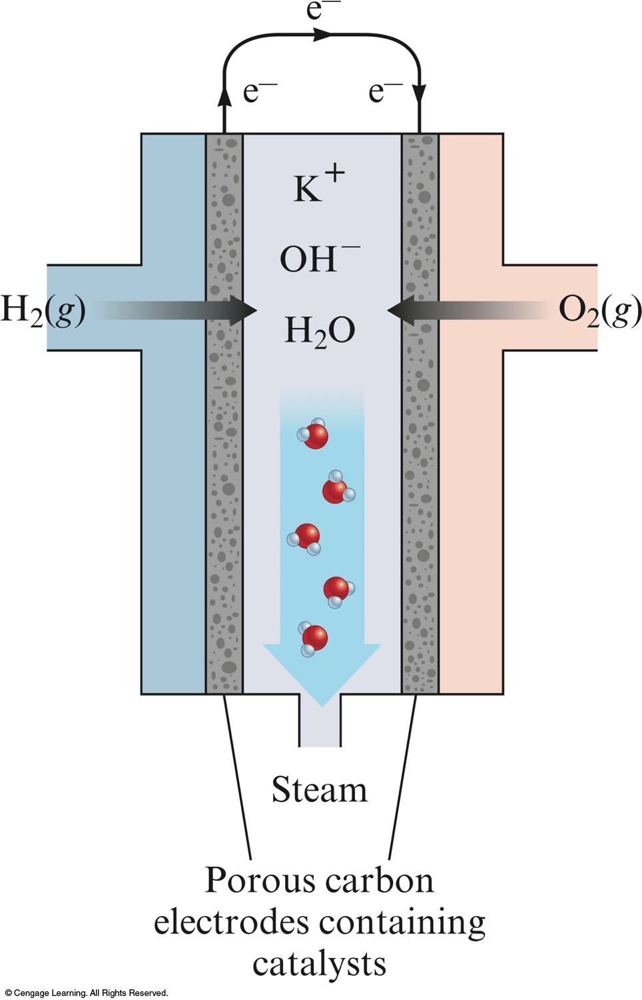 e⁻
e⁻
e⁻
K⁺
OH⁻
H₂(g)
O₂(g)
H₂O
Steam
Porous carbon
electrodes containing
catalysts
© Cengage Learning. All Rights Reserved.